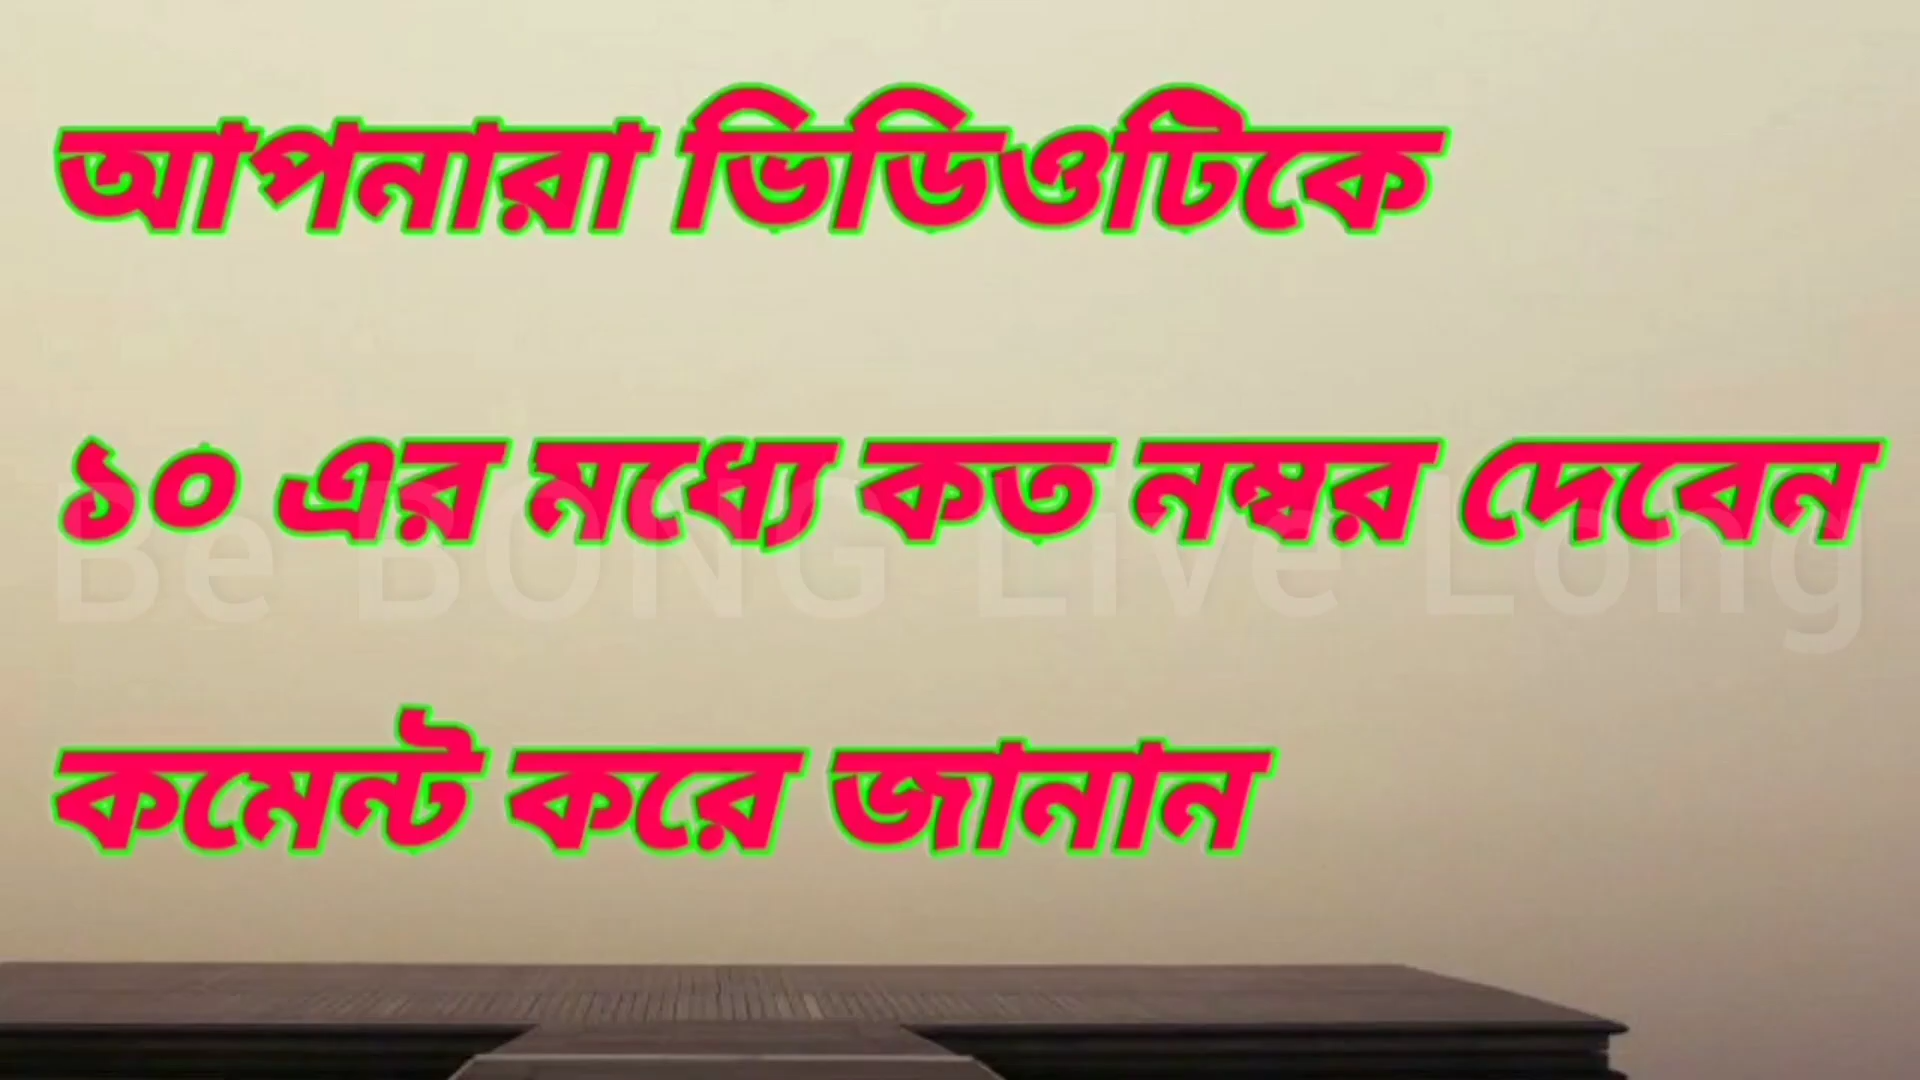 আপনারা ভিডিওটিকে
১০ এর মধ্যে কত নম্বর দেবেন
Be BONG Live Long
কমেন্ট করে জানান